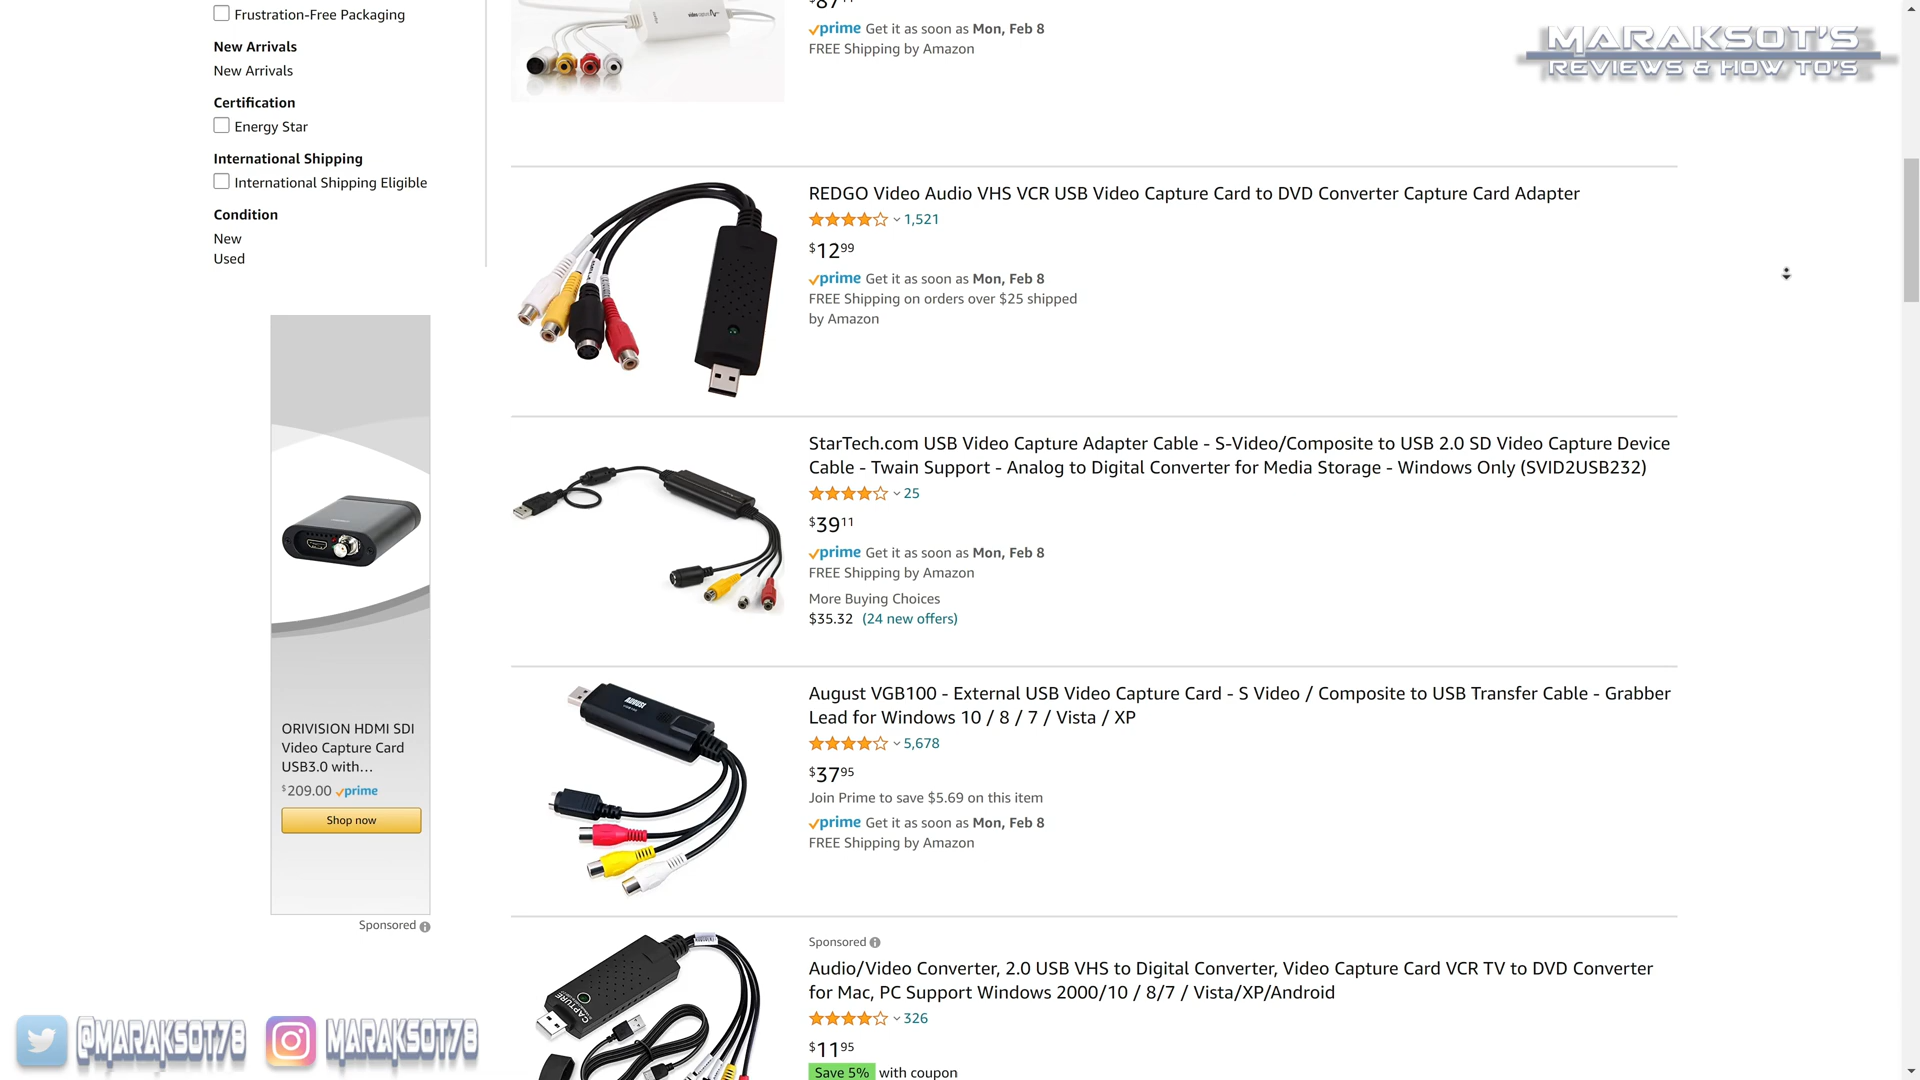 Frustration-Free Packaging
New Arrivals
New Arrivals
Certification
Energy Star
International Shipping
International Shipping Eligible
Condition
New
Used
ORIVISION HDMI SDI
Video Capture Card
USB3.0 with...
$209.00 prime
Shop now
Sponsored
prime Get it as soon as Mon, Feb 8
FREE Shipping by Amazon
MARAKSOT'S
REVIEWS & HOW TO'S
REDGO Video Audio VHS VCR USB Video Capture Card to DVD Converter Capture Card Adapter
1,521
$12 99
prime Get it as soon as Mon, Feb 8
FREE Shipping on orders over $25 shipped
by Amazon
StarTech.com USB Video Capture Adapter Cable - S-Video/Composite to USB 2.0 SD Video Capture Device
Cable - Twain Support - Analog to Digital Converter for Media Storage - Windows Only (SVID2USB232)
25
$39 11
prime Get it as soon as Mon, Feb 8
FREE Shipping by Amazon
More Buying Choices
$35.32 (24 new offers)
August VGB100 - External USB Video Capture Card - S Video / Composite to USB Transfer Cable - Grabber
Lead for Windows 10 / 8 / 7 / Vista / XP
5,678
$37 95
Join Prime to save $5.69 on this item
prime Get it as soon as Mon, Feb 8
FREE Shipping by Amazon
CAPTURE
Sponsored
Audio/Video Converter, 2.0 USB VHS to Digital Converter, Video Capture Card VCR TV to DVD Converter
for Mac, PC Support Windows 2000/10 / 8/7 / Vista/XP/Android
326
$11 95
Save 5% with coupon
@MARAKSOT78
MARAKSOT78